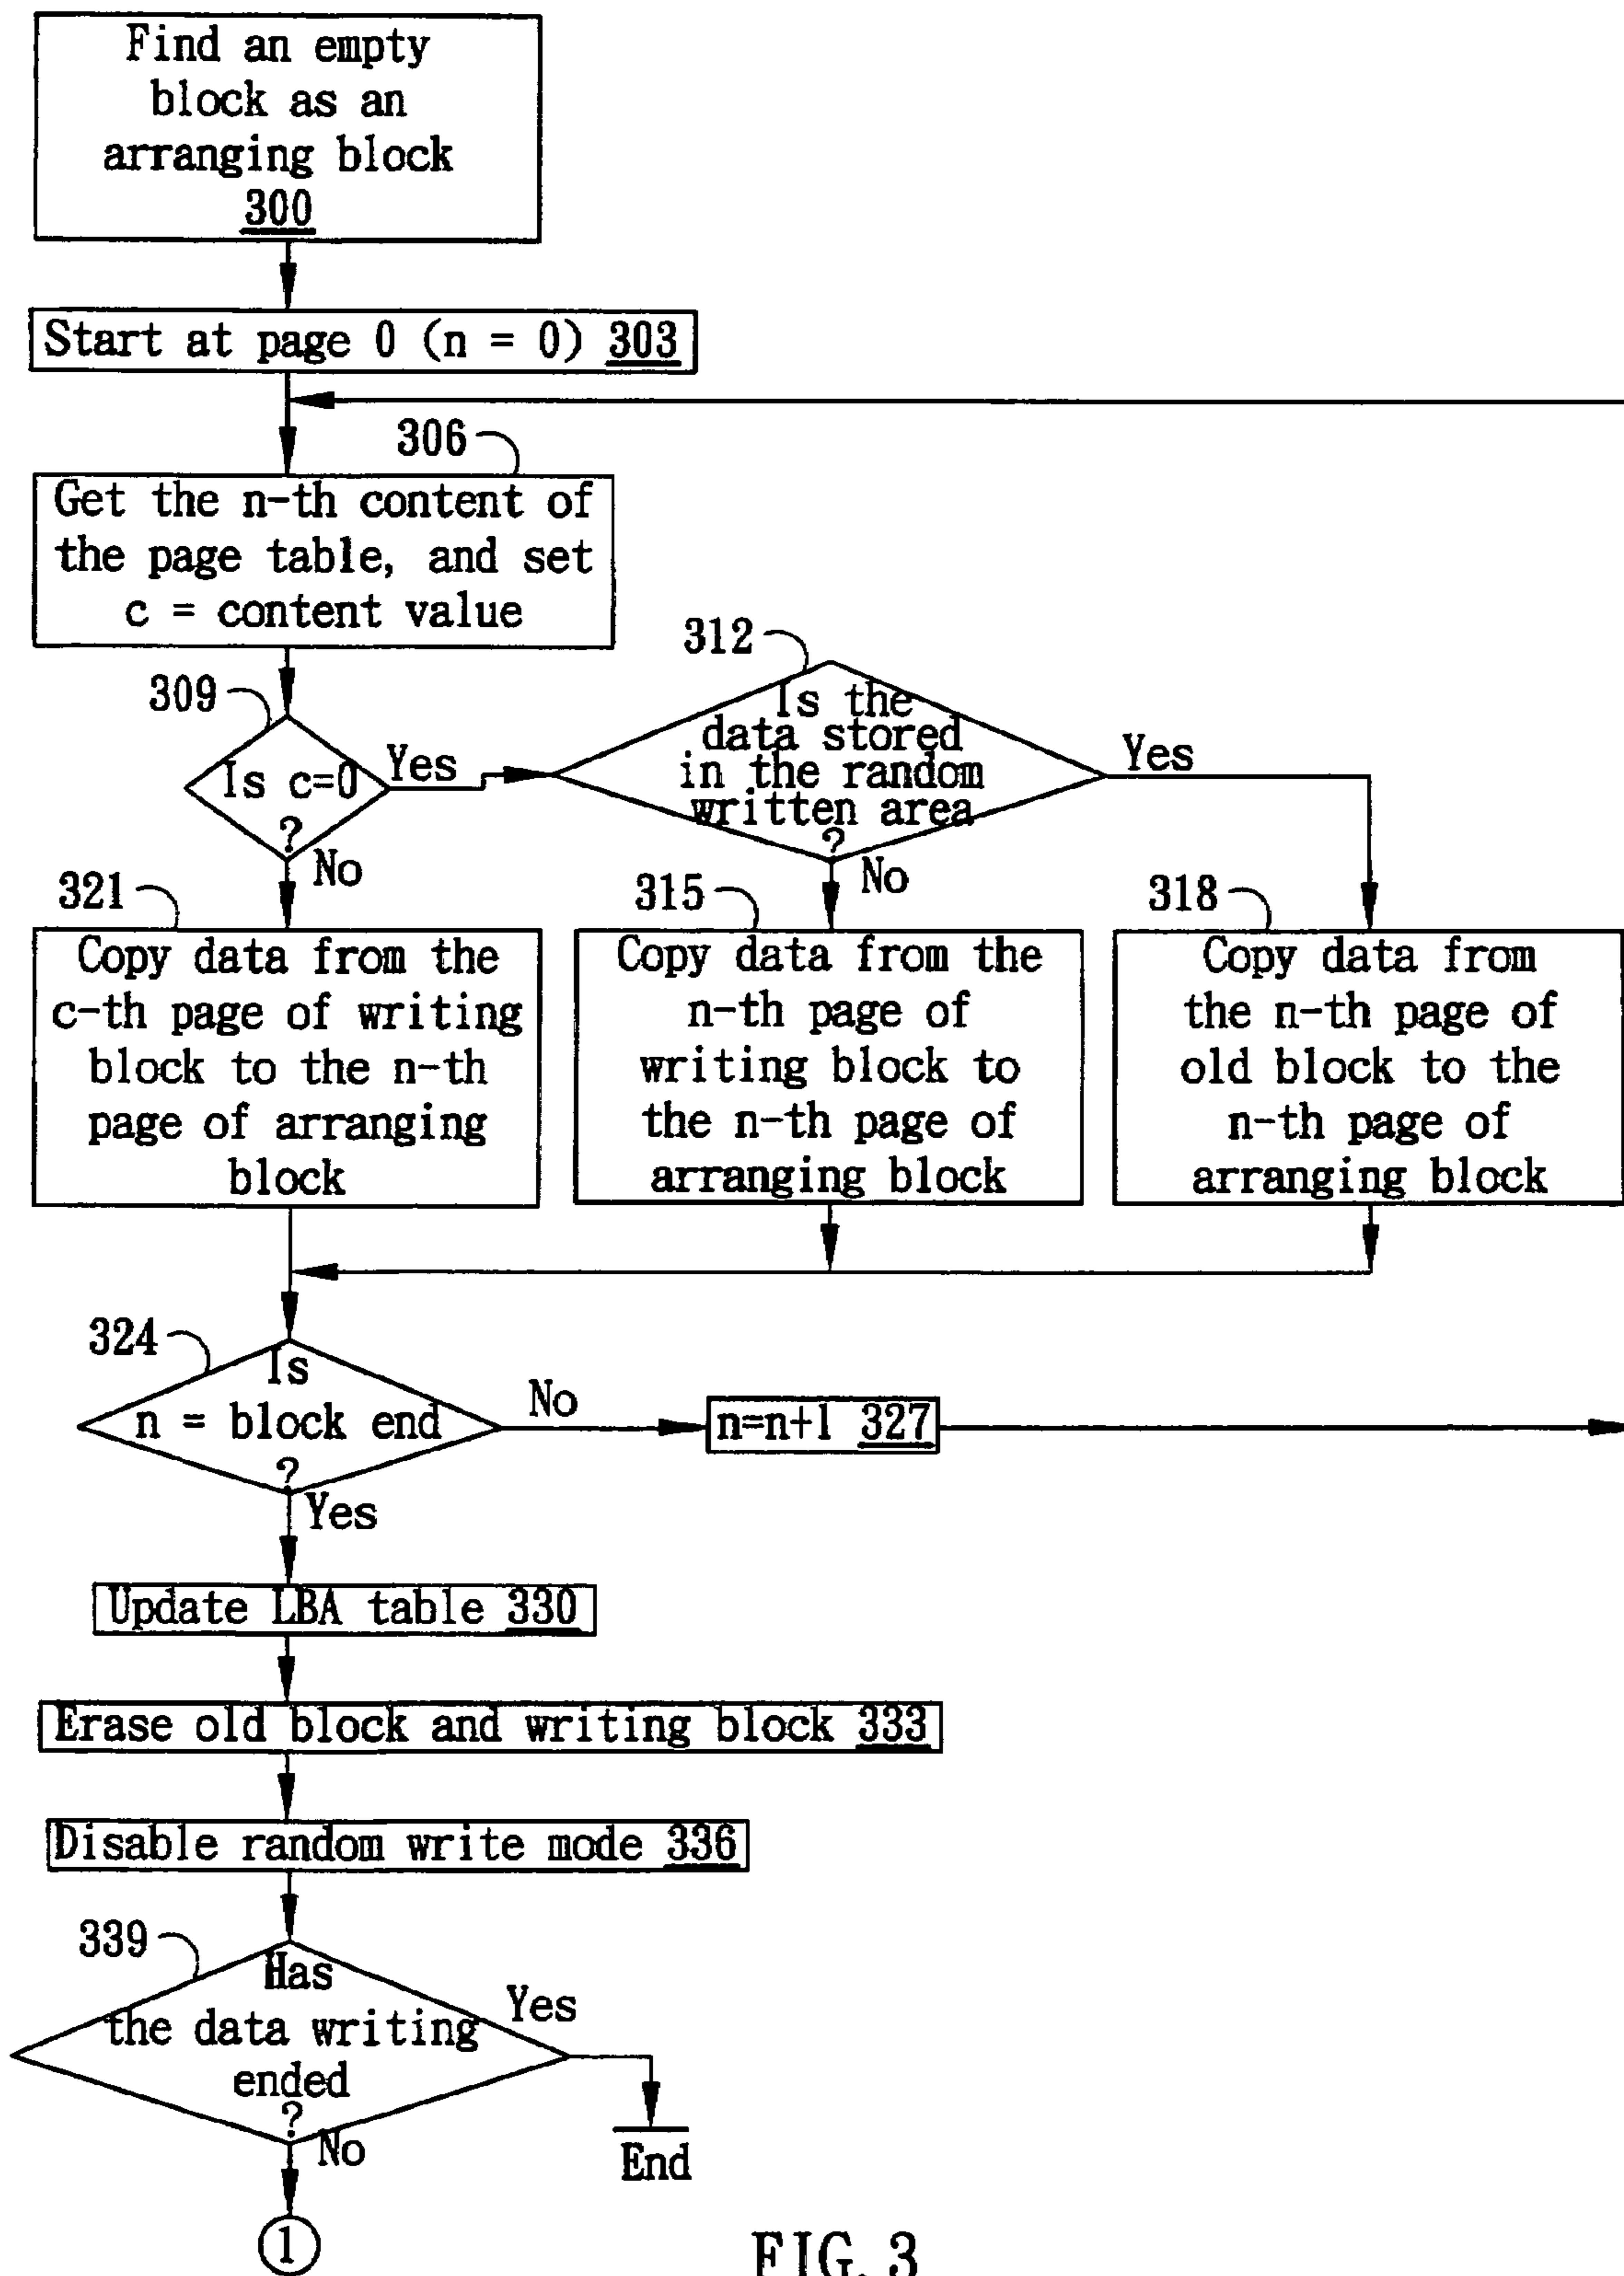 Find an empty
block as an
arranging block
300
Start at page 0 (n = 0) 303
306
Get the n-th content of
the page table, and set
c = content value
309
Is c=0
?
Yes
No
312
Is the
data stored
in the random
written area
?
Yes
No
321
Copy data from the
c-th page of writing
block to the n-th
page of arranging
block
315
Copy data from the
n-th page of
writing block to
the n-th page of
arranging block
318
Copy data from
the n-th page of
old block to the
n-th page of
arranging block
324
Is
n = block end
?
No
n=n+1 327
Yes
Update LBA table 330
Erase old block and writing block 333
Disable random write mode 336
339
Has
the data writing
ended
?
Yes
End
No
1
FIG. 3